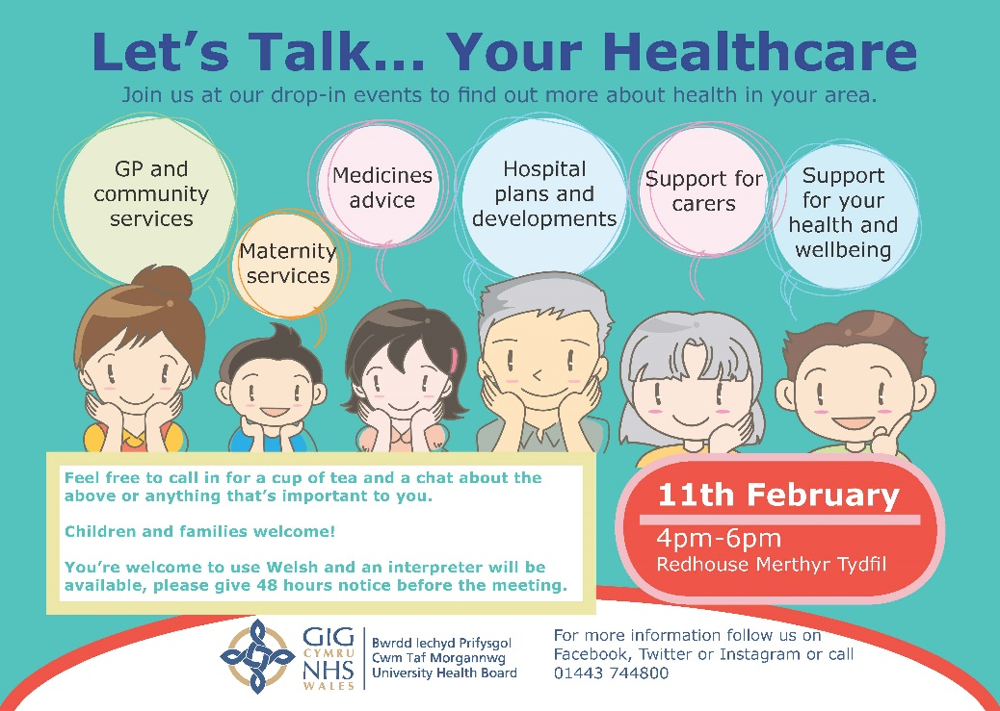 Let’s Talk... Your Healthcare
Join us at our drop-in events to find out more about health in your area.
GP and
community
services
Maternity
services
Medicines
advice
Hospital
plans and
developments
Support for
carers
Support
for your
health and
wellbeing
Feel free to call in for a cup of tea and a chat about the
above or anything that’s important to you.
Children and families welcome!
You’re welcome to use Welsh and an interpreter will be
available, please give 48 hours notice before the meeting.
11th February
4pm-6pm
Redhouse Merthyr Tydfil
GIG
CYMRU
NHS
WALES
Bwrdd Iechyd Prifysgol
Cwm Taf Morgannwg
University Health Board
For more information follow us on
Facebook, Twitter or Instagram or call
01443 744800